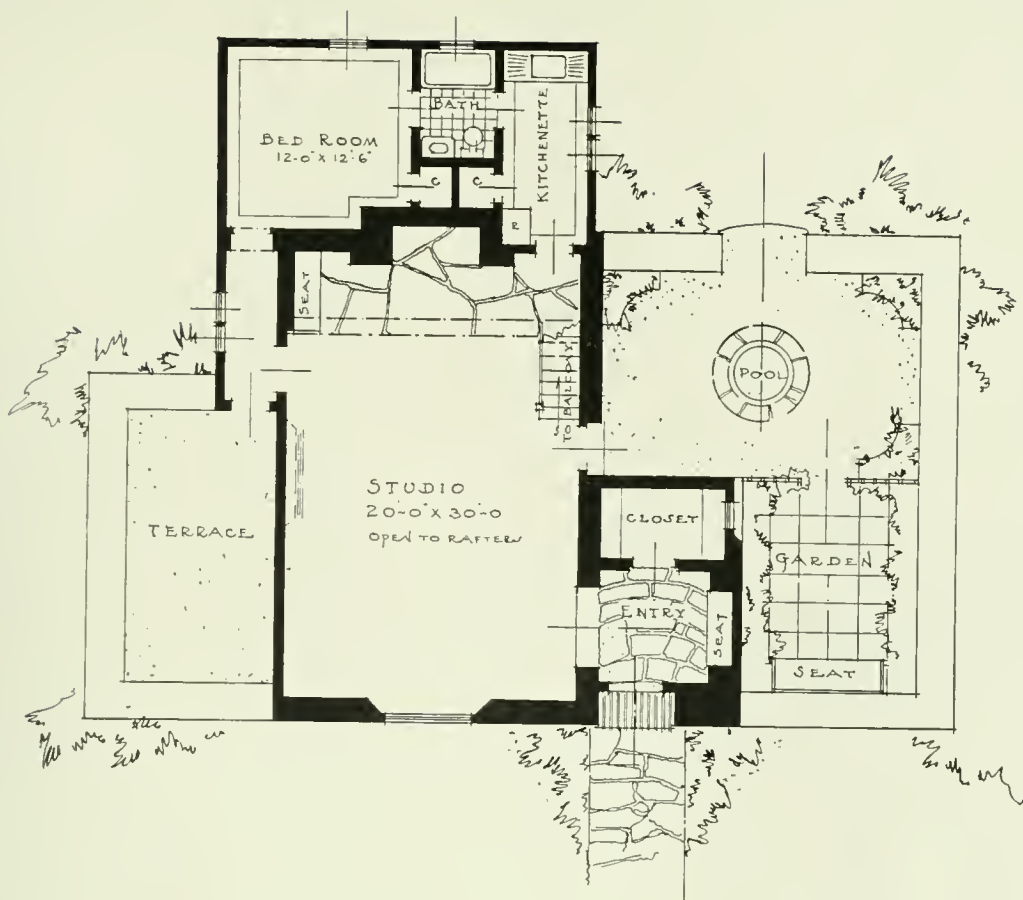 BATH
BED ROOM
12-0" X 12'-6"
KITCHENETTE
C
C
R
SEAT
TO BALCONY
POOL
STUDIO
20-0" X 30-0
OPEN TO RAFTERS
TERRACE
CLOSET
GARDEN
ENTRY
SEAT
SEAT